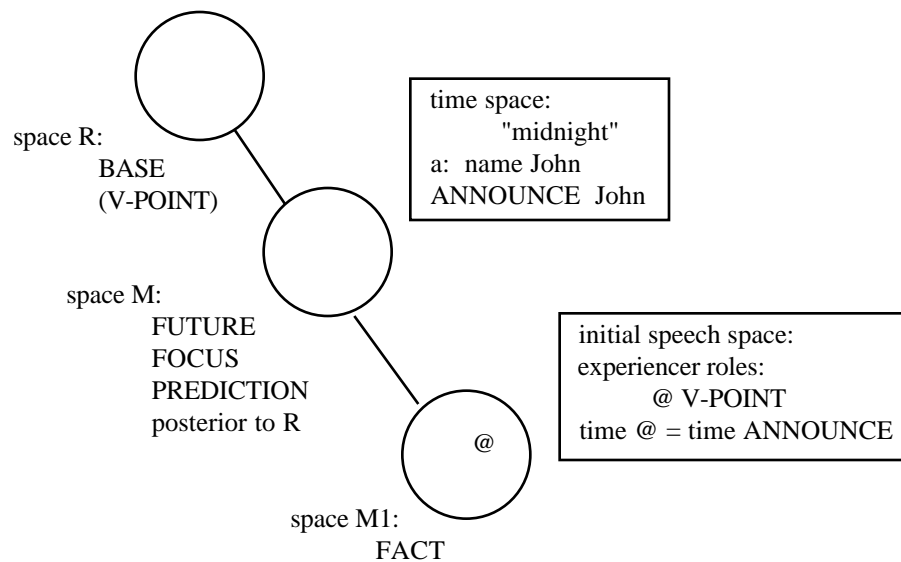 space R:
BASE
(V-POINT)
time space:
"midnight"
a: name John
ANNOUNCE John
space M:
FUTURE
FOCUS
PREDICTION
posterior to R
initial speech space:
experiencer roles:
@ V-POINT
time @ = time ANNOUNCE
@
space M1:
FACT